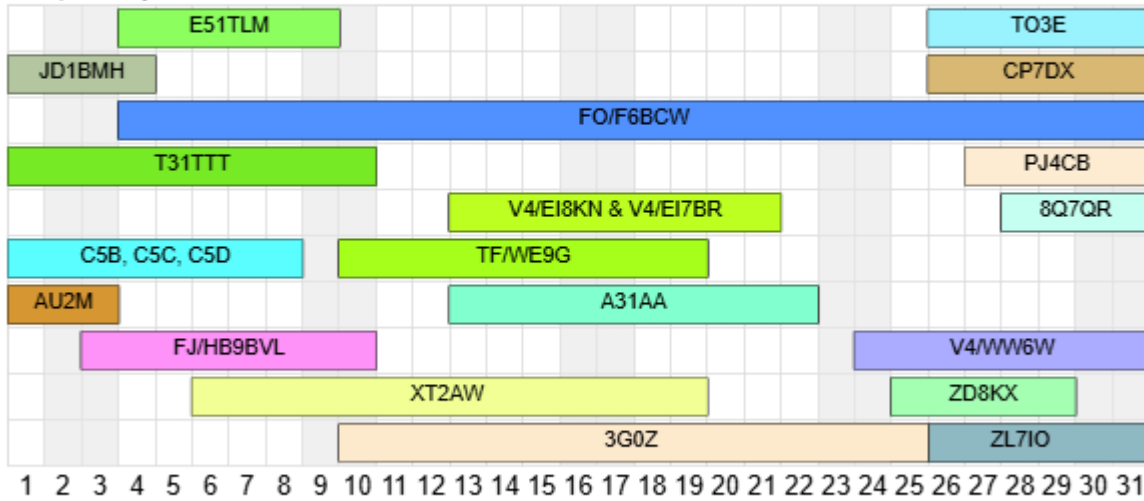 E51TLM TO3E
JD1BMH CP7DX
FO/F6BCW
T31TTT PJ4CB
V4/EI8KN & V4/EI7BR 8Q7QR
C5B, C5C, C5D TF/WE9G
AU2M A31AA
FJ/HB9BVL V4/WW6W
XT2AW ZD8KX
3G0Z ZL7IO
1 2 3 4 5 6 7 8 9 10 11 12 13 14 15 16 17 18 19 20 21 22 23 24 25 26 27 28 29 30 31